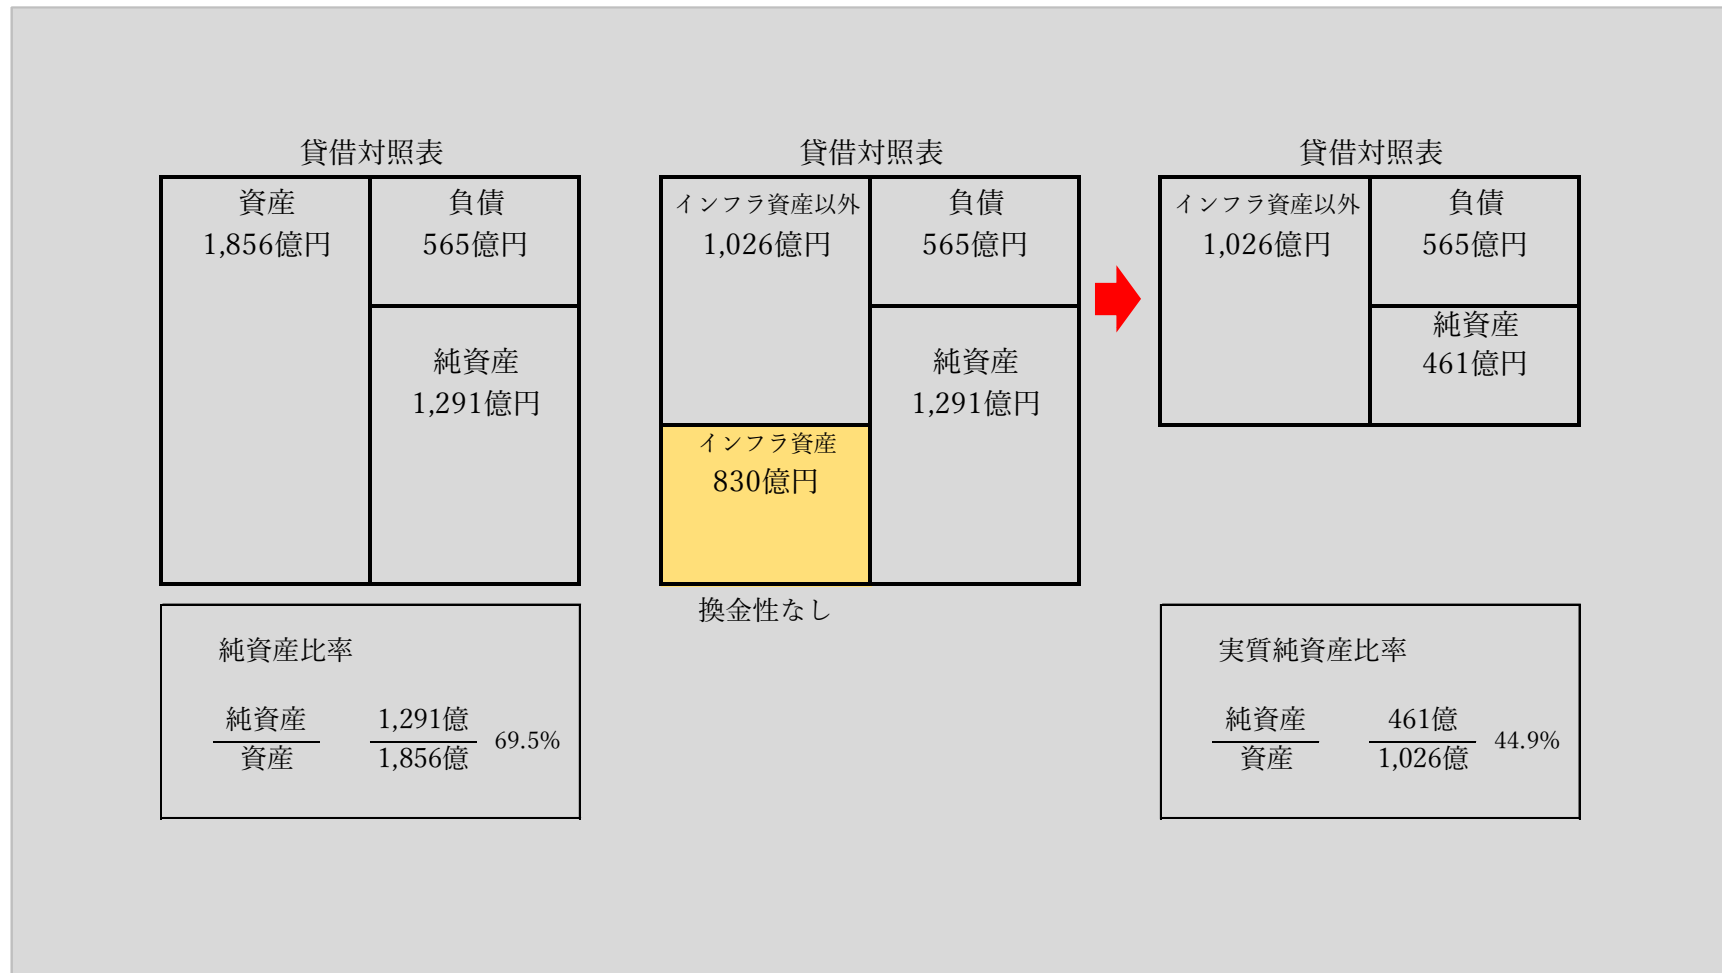 貸借対照表
資産
1,856億円
負債
565億円
純資産
1,291億円
貸借対照表
インフラ資産以外
1,026億円
負債
565億円
純資産
1,291億円
インフラ資産
830億円
換金性なし
貸借対照表
インフラ資産以外
1,026億円
負債
565億円
純資産
461億円
純資産比率
純資産
資産
1,291億
1,856億
69.5%
実質純資産比率
純資産
資産
461億
1,026億
44.9%